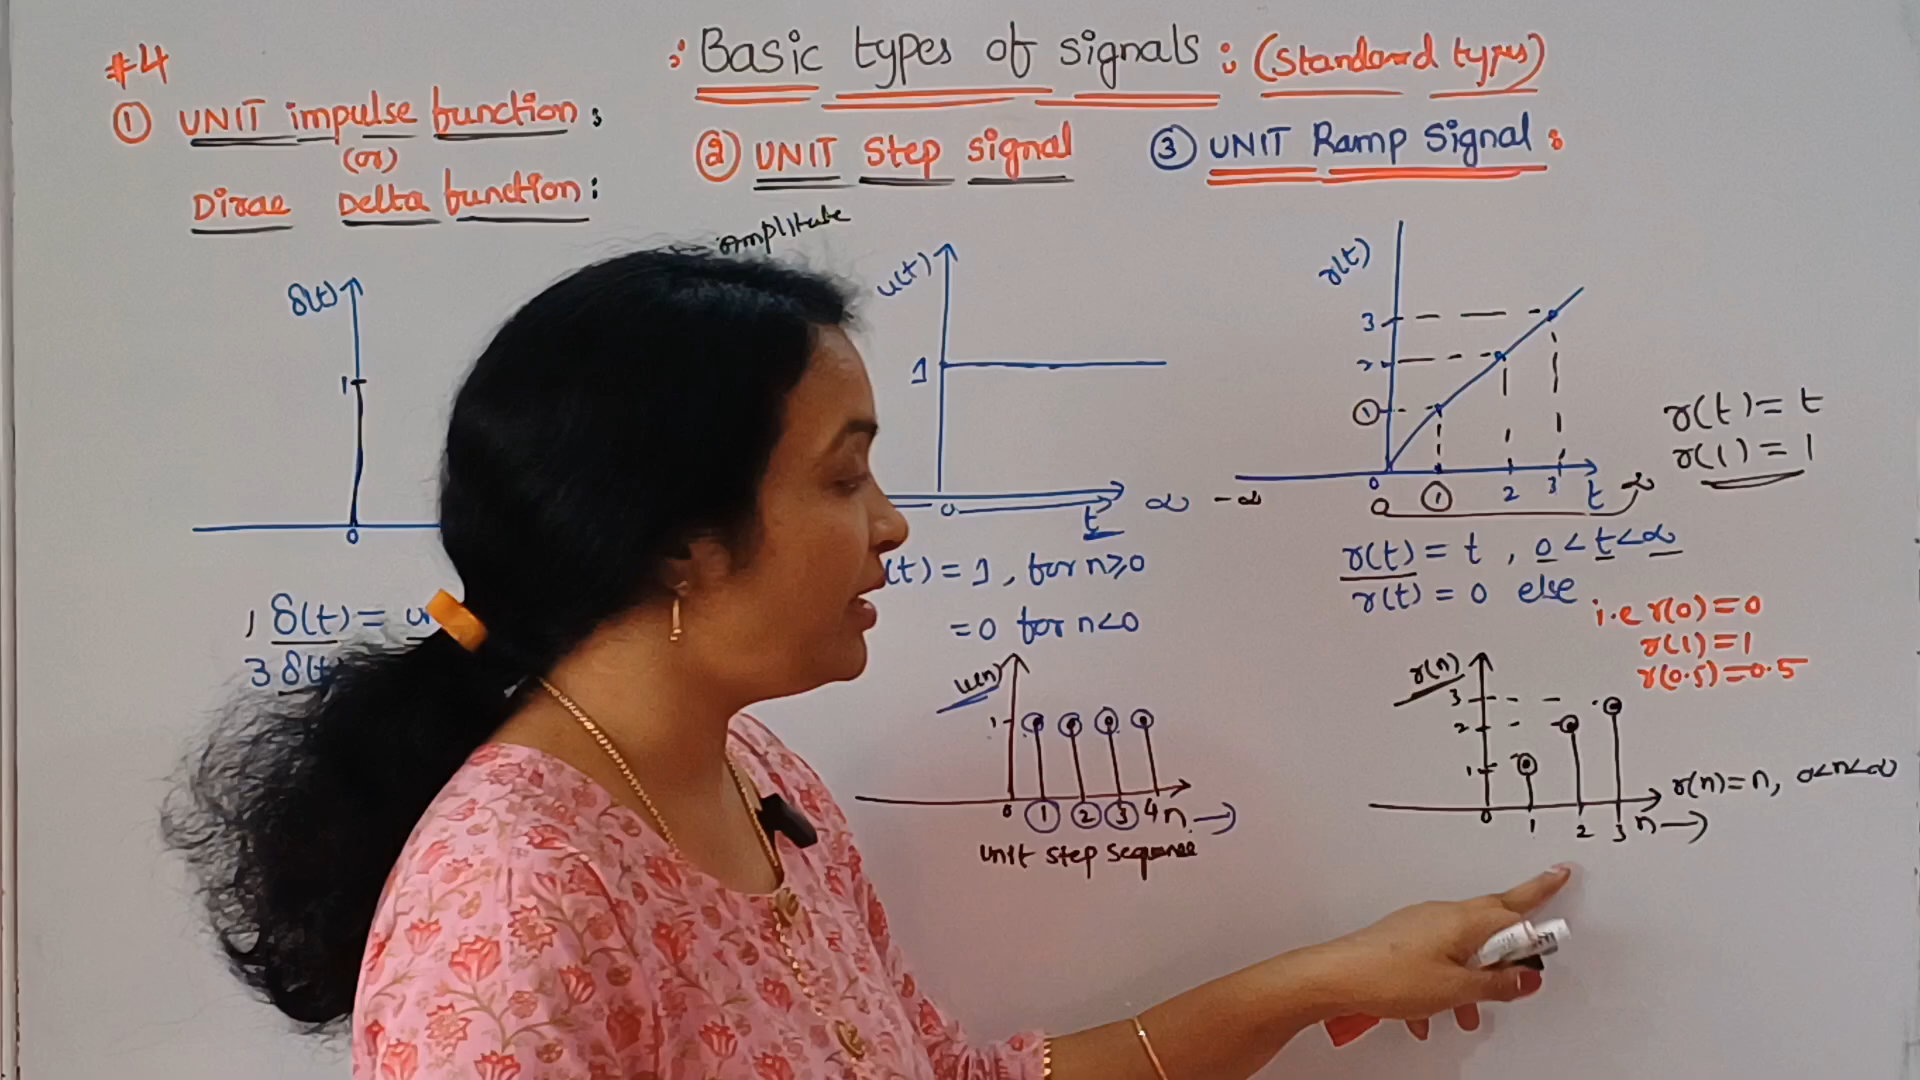 #4
: Basic types of signals : (Standard types)
① UNIT impulse function :
(or)
Dirac Delta function :
② UNIT Step signal
③ UNIT Ramp Signal :
amplitude
δ(t)
1
0
1 δ(t) =
3 δ(t
u(t)
1
0
t
∞
(t) = 1 , for n≥0
= 0 for n<0
u(n)
1
0 ① ② ③ 4 n →
unit step sequence
r(t)
3
2
①
-∞ 0 ① 2 3 t ∞
0
r(t) = t
r(1) = 1
r(t) = t , 0 < t < ∞
r(t) = 0 else
i.e r(0) = 0
r(1) = 1
r(0.5) = 0.5
r(n)
3
2
1
0 1 2 3 n →
r(n) = n, 0<n<∞